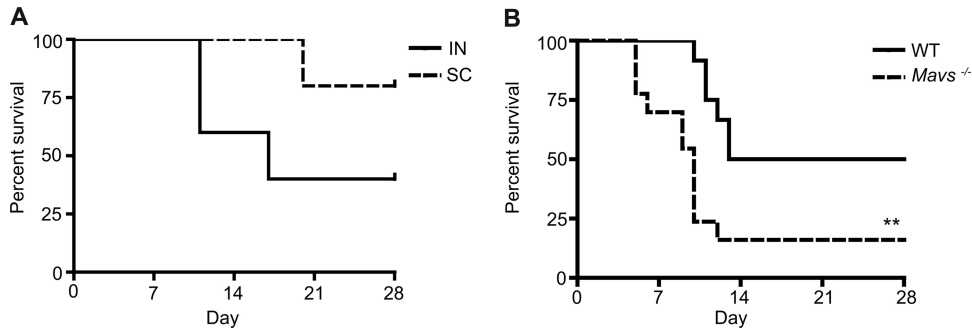 A
Percent survival
100
75
50
25
0
0 7 14 21 28
Day
IN
SC
B
Percent survival
100
75
50
25
0
0 7 14 21 28
Day
WT
Mavs -/-
**